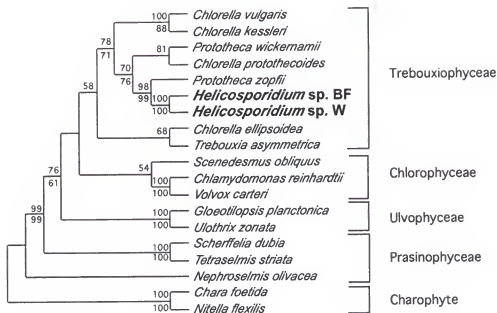 100
88
Chlorella vulgaris
Chlorella kessleri
78
71
81
Prototheca wickernamii
Chlorella protothecoides
70
76
98
99
Prototheca zopfii
100
100
Helicosporidium sp. BF
Helicosporidium sp. W
58
68
Chlorella ellipsoidea
Trebouxia asymmetrica
Trebouxiophyceae
54
Scenedesmus obliquus
100
100
Chlamydomonas reinhardtii
Volvox carteri
Chlorophyceae
76
61
100
100
Gloeotilopsis planctonica
Ulothrix zonata
Ulvophyceae
99
99
100
100
Scherffelia dubia
Tetraselmis striata
Nephroselmis olivacea
Prasinophyceae
100
100
Chara foetida
Nitella flexilis
Charophyte